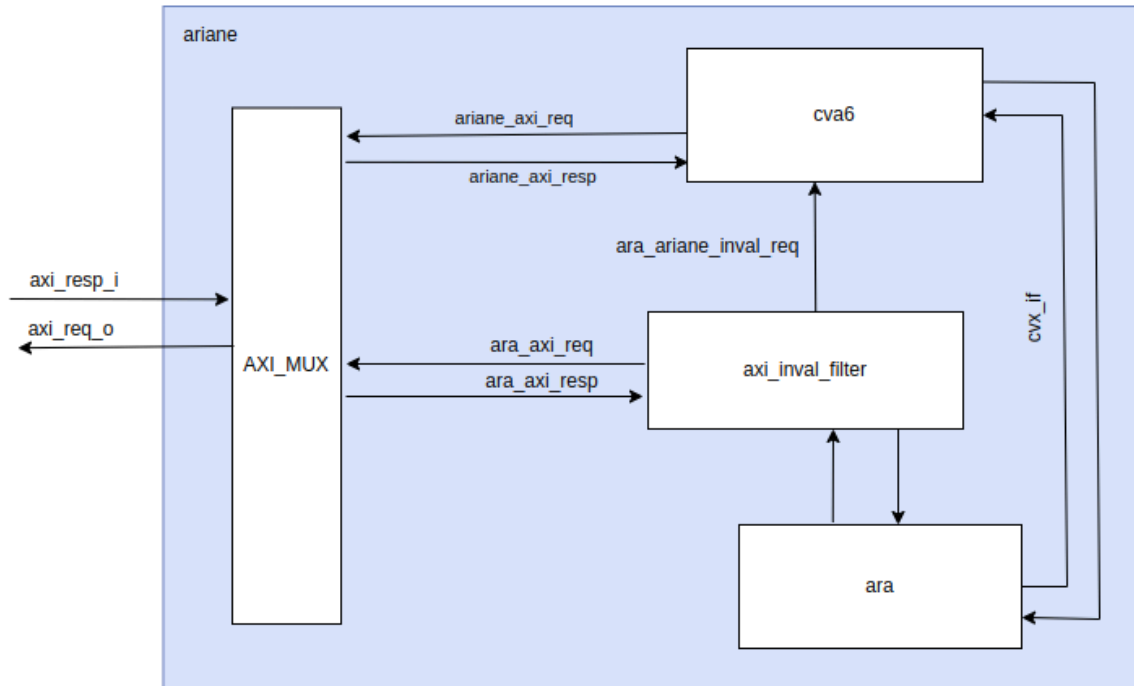 ariane
cva6
ariane_axi_req
ariane_axi_resp
ara_ariane_inval_req
axi_resp_i
axi_req_o
AXI_MUX
ara_axi_req
ara_axi_resp
axi_inval_filter
cvx_if
ara